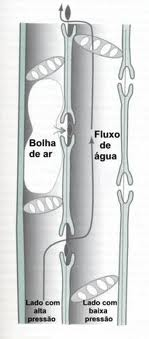 Bolha
de ar
Fluxo
de
água
Lado com
alta
pressão
Lado com
baixa
pressão